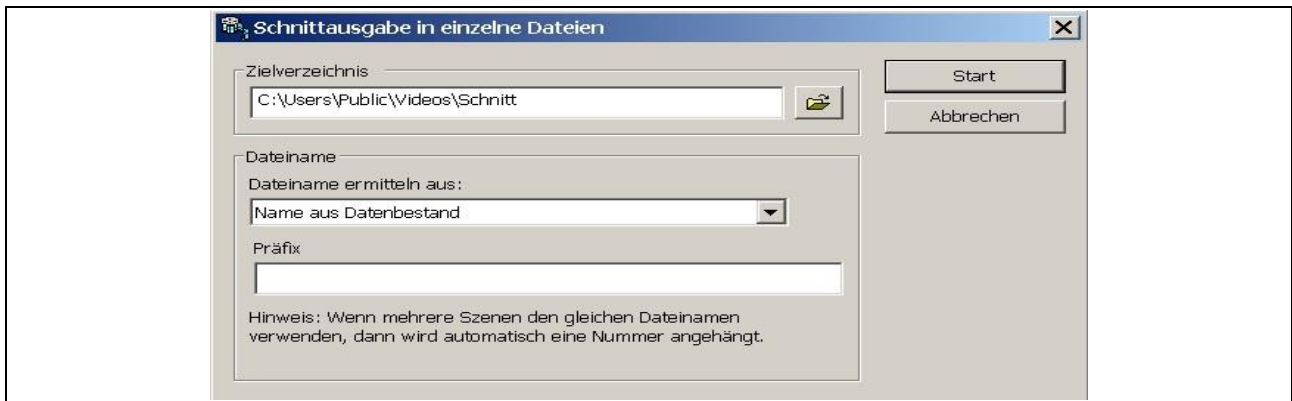 Schnittausgabe in einzelne Dateien
Zielverzeichnis
C:\Users\Public\Videos\Schnitt
Start
Abbrechen
Dateiname
Dateiname ermitteln aus:
Name aus Datenbestand
Präfix
Hinweis: Wenn mehrere Szenen den gleichen Dateinamen
verwenden, dann wird automatisch eine Nummer angehängt.